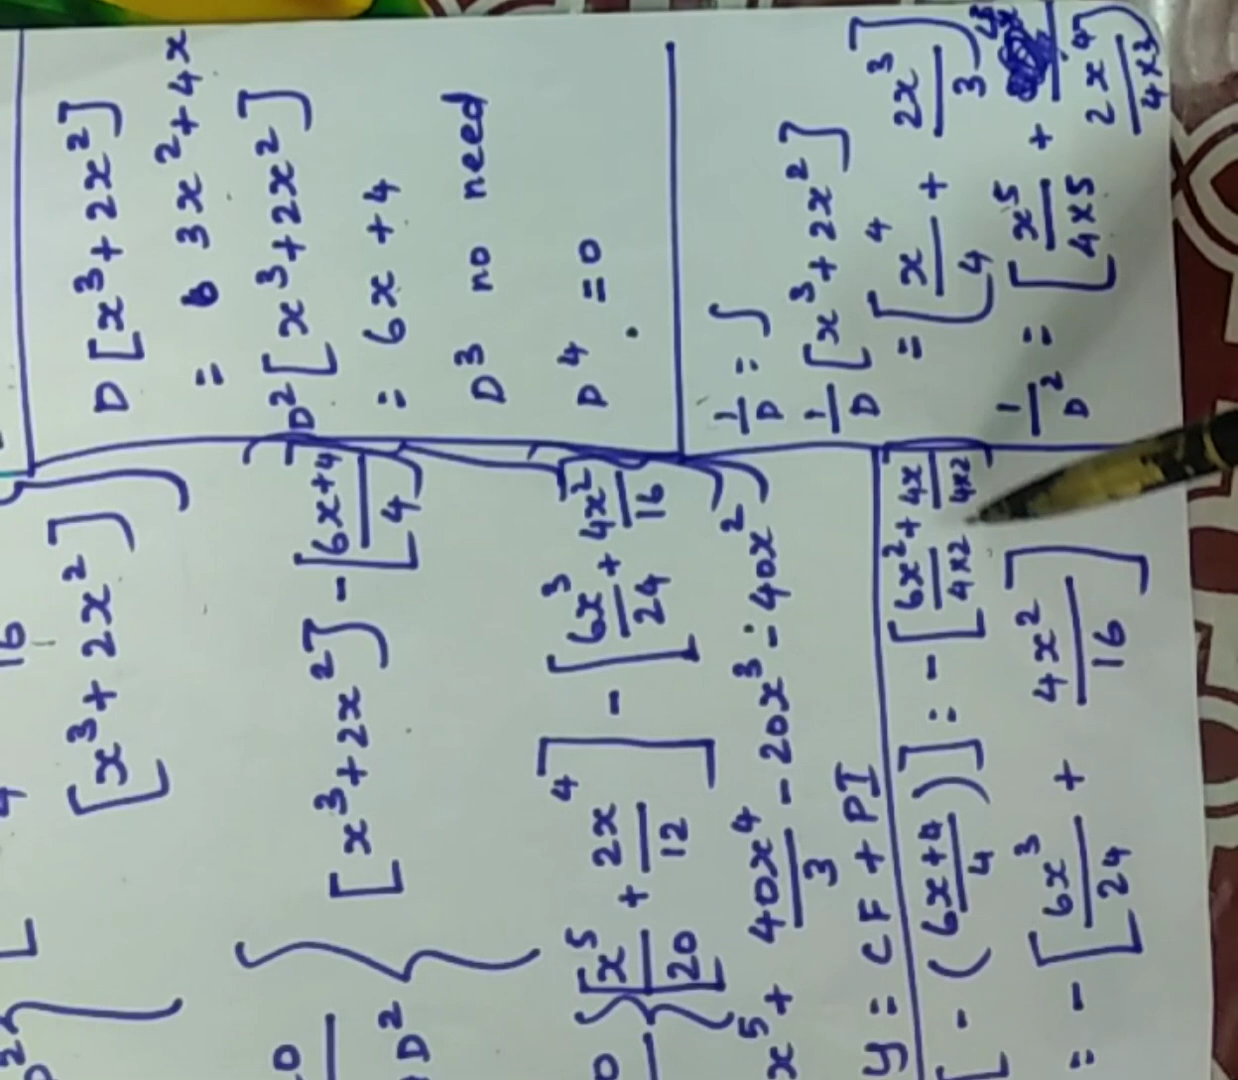 D [x³ + 2x²]
= 3x² + 4x
D² [x³ + 2x²]
= 6x + 4
D³ no need
D⁴ = 0
1/D = ∫
1/D [x³ + 2x²]
= [x⁴/4 + 2x³/3]
1/D² = [x⁵/4×5 + 2x⁴/4×3]
16
[x³ + 2x²]
D² { [x³ + 2x²] - [6x+4/4]
{ [x⁵/20 + 2x⁴/12] - [6x³/24 + 4x²/16] }
x⁵ + 40x⁴/3 - 20x³ - 40x²
y = CF + PI
[ - (6x+4/4)] = - [6x²/4×2 + 4x/4×2]
= - [6x³/24 + 4x²/16]